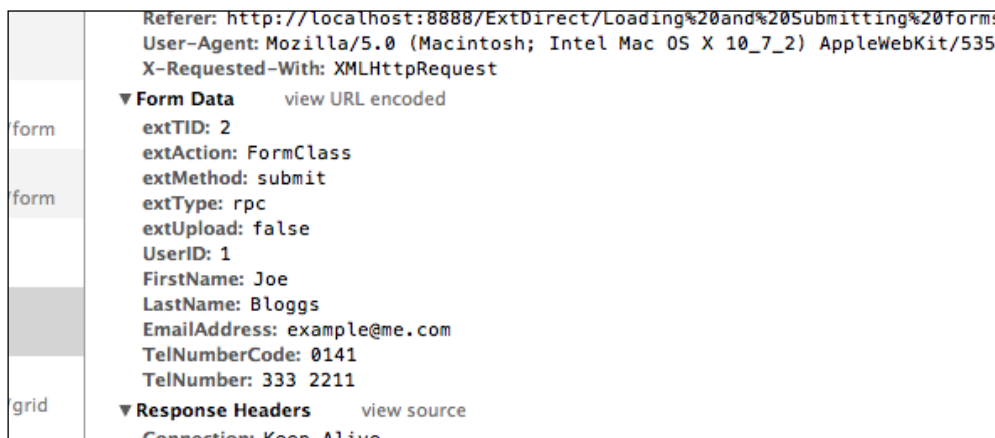 Referer: http://localhost:8888/ExtDirect/Loading%20and%20Submitting%20forms
User-Agent: Mozilla/5.0 (Macintosh; Intel Mac OS X 10_7_2) AppleWebKit/535
X-Requested-With: XMLHttpRequest
▼Form Data view URL encoded
extTID: 2
/form
extAction: FormClass
extMethod: submit
/form
extType: rpc
extUpload: false
UserID: 1
FirstName: Joe
LastName: Bloggs
EmailAddress: example@me.com
TelNumberCode: 0141
TelNumber: 333 2211
/grid
▼Response Headers view source
Connection: Keep-Alive